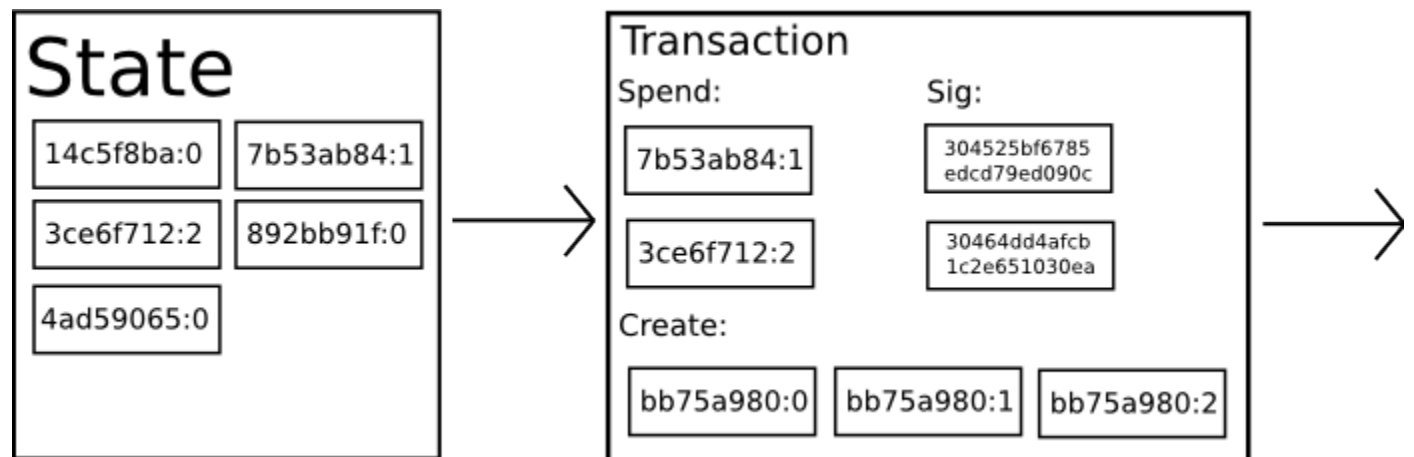 State
14c5f8ba:0 7b53ab84:1
3ce6f712:2 892bb91f:0
4ad59065:0
Transaction
Spend: Sig:
7b53ab84:1
304525bf6785
edcd79ed090c
3ce6f712:2
30464dd4afcb
1c2e651030ea
Create:
bb75a980:0 bb75a980:1 bb75a980:2